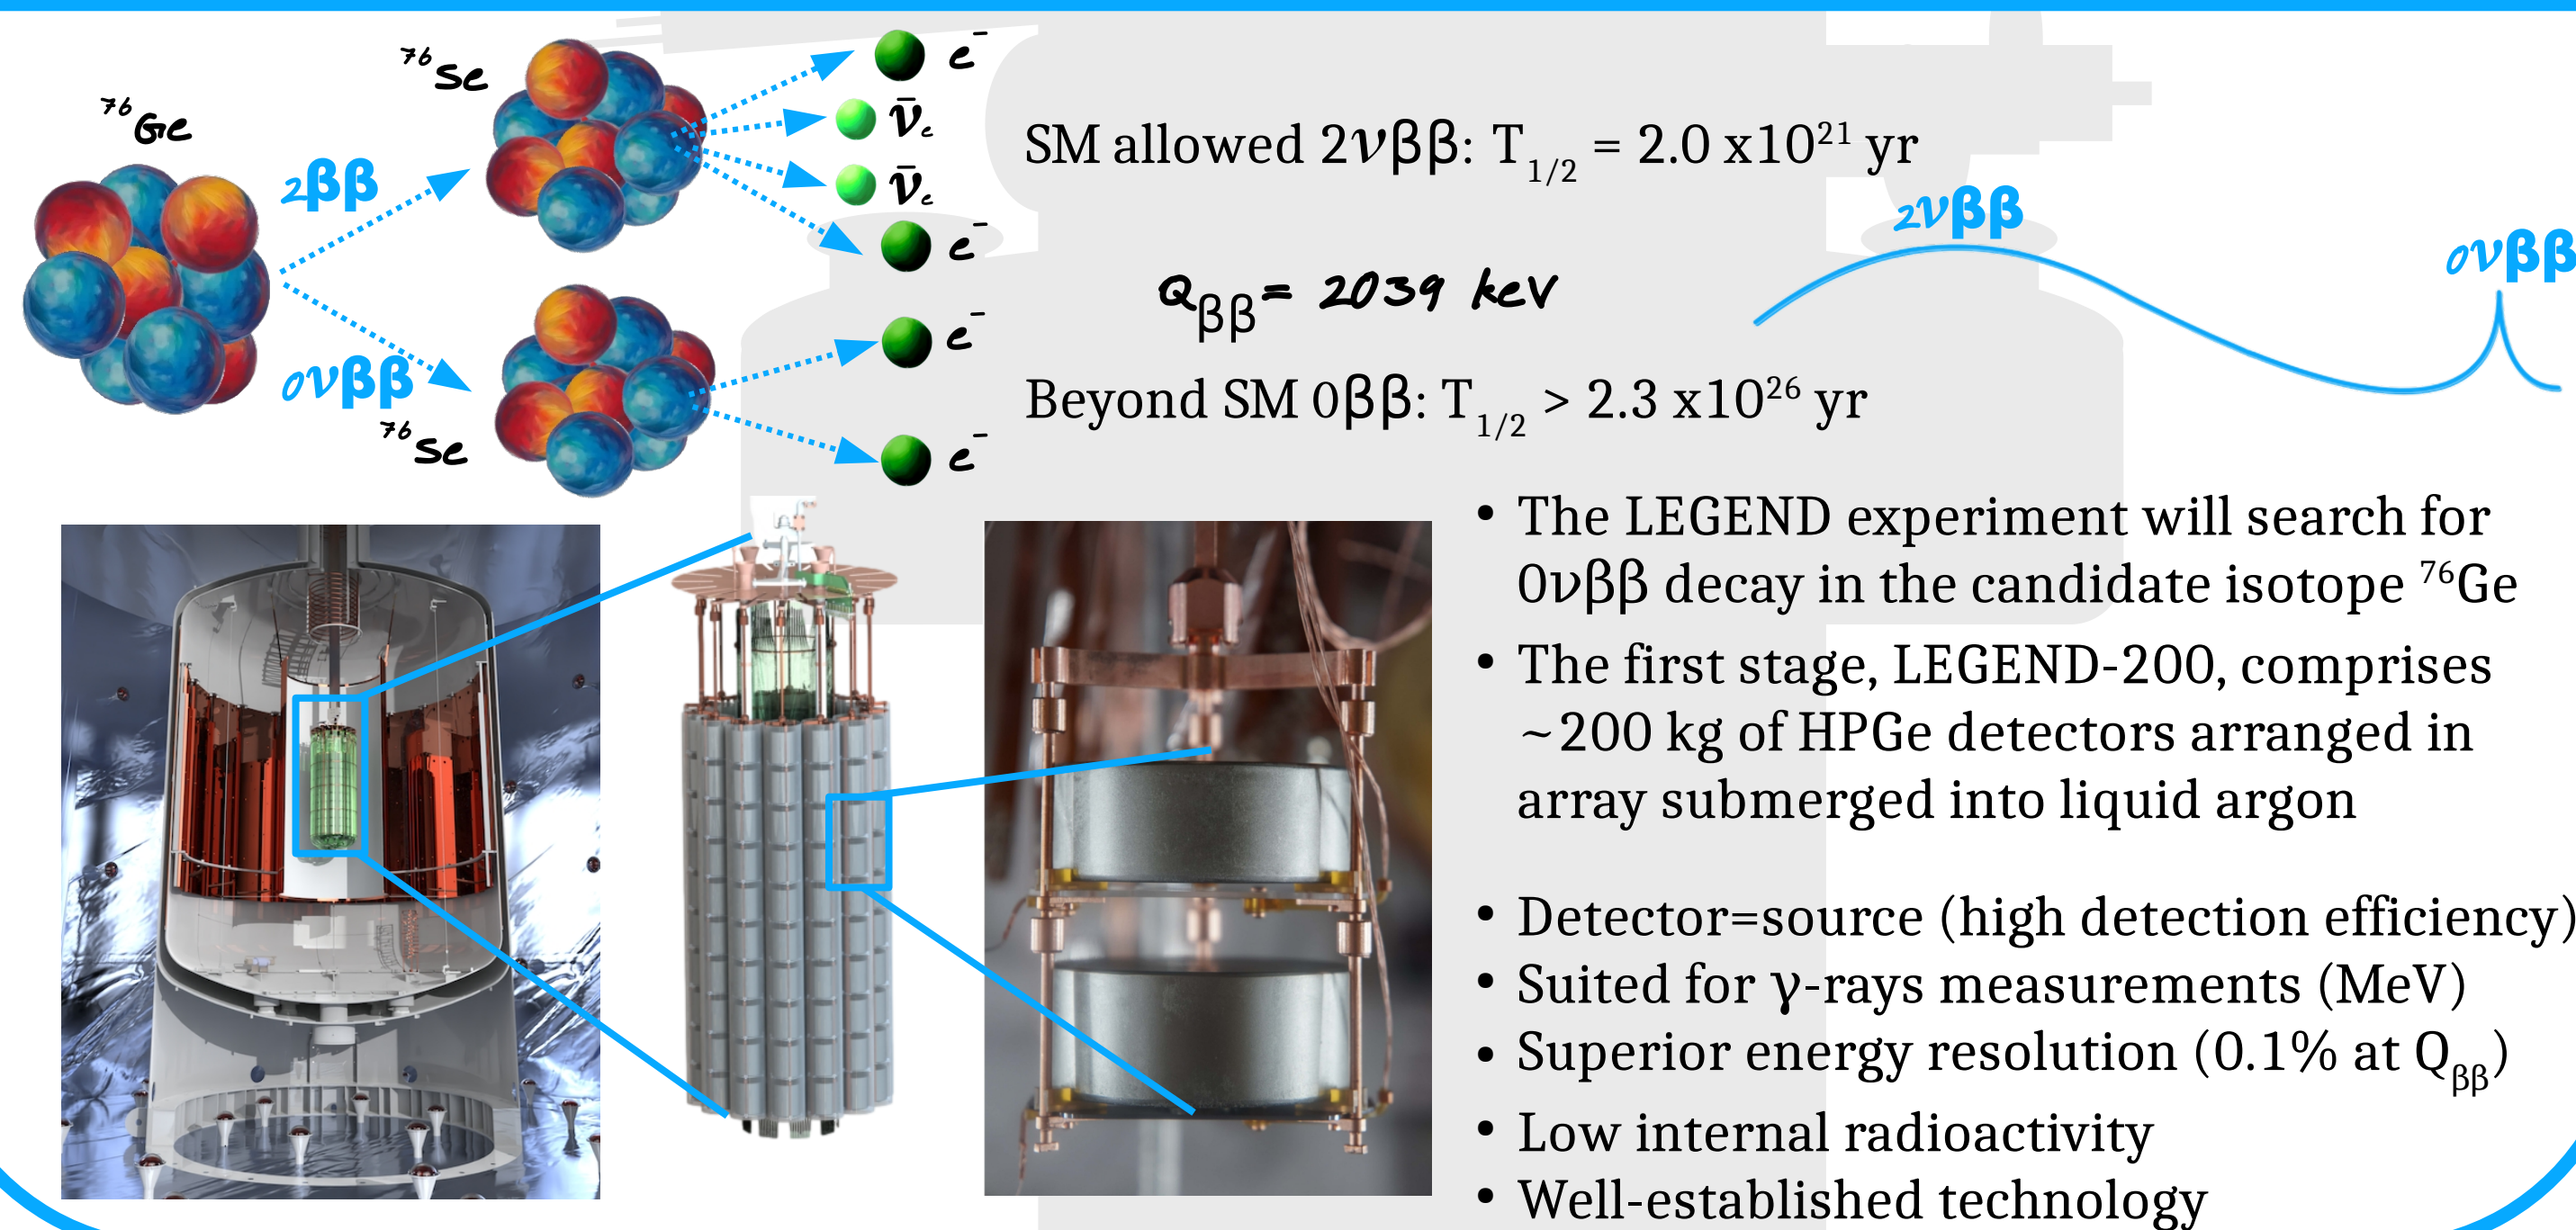 ⁷⁶Ge
2ββ
0νββ
⁷⁶Se
⁷⁶Se
e⁻
ν̄ₑ
ν̄ₑ
e⁻
e⁻
e⁻
SM allowed 2νββ: T₁/₂ = 2.0 x10²¹ yr
Qββ= 2039 keV
Beyond SM 0ββ: T₁/₂ > 2.3 x10²⁶ yr
2νββ
0νββ
• The LEGEND experiment will search for
0νββ decay in the candidate isotope ⁷⁶Ge
• The first stage, LEGEND-200, comprises
~200 kg of HPGe detectors arranged in
array submerged into liquid argon
• Detector=source (high detection efficiency)
• Suited for γ-rays measurements (MeV)
• Superior energy resolution (0.1% at Qββ)
• Low internal radioactivity
• Well-established technology